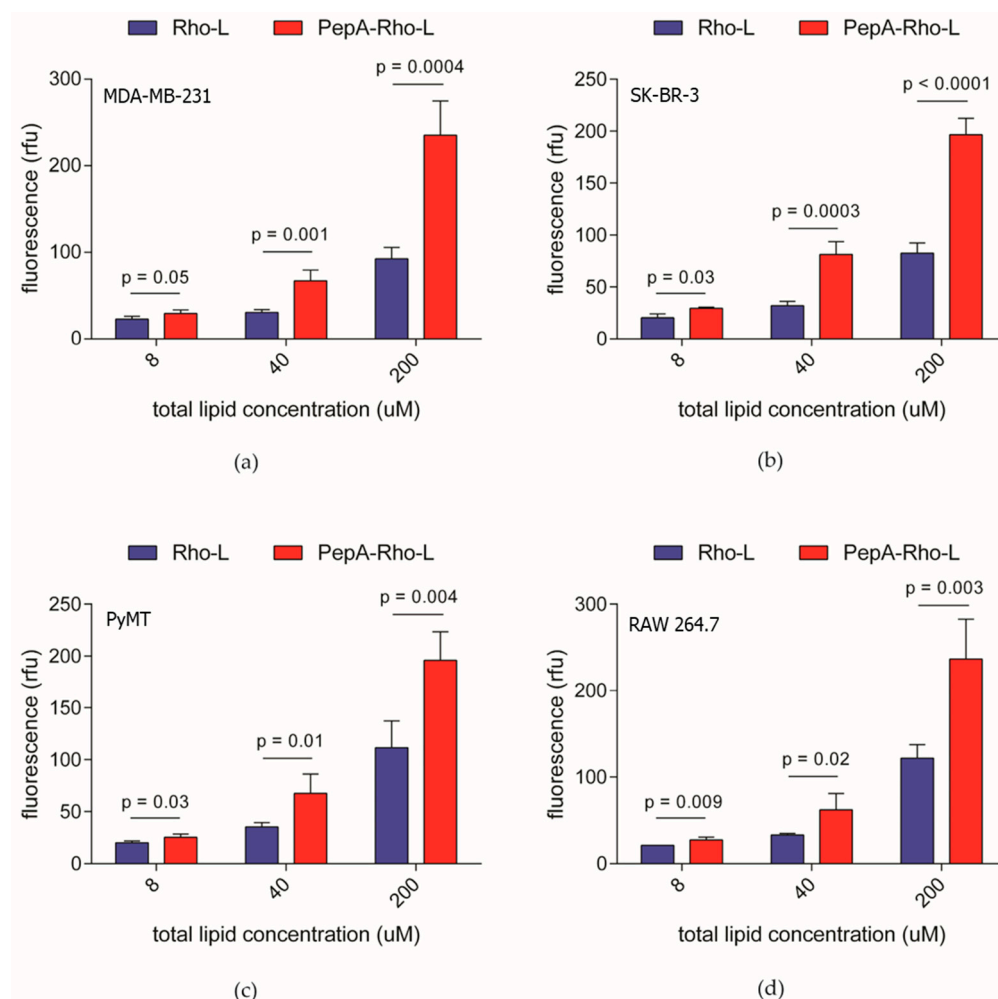 Rho-L PepA-Rho-L
MDA-MB-231
fluorescence (rfu)
300
200
100
0
p = 0.05
p = 0.001
p = 0.0004
8 40 200
total lipid concentration (uM)
(a)
Rho-L PepA-Rho-L
SK-BR-3
fluorescence (rfu)
250
200
150
100
50
0
p = 0.03
p = 0.0003
p < 0.0001
8 40 200
total lipid concentration (uM)
(b)
Rho-L PepA-Rho-L
PyMT
fluorescence (rfu)
250
200
150
100
50
0
p = 0.03
p = 0.01
p = 0.004
8 40 200
total lipid concentration (uM)
(c)
Rho-L PepA-Rho-L
RAW 264.7
fluorescence (rfu)
300
200
100
0
p = 0.009
p = 0.02
p = 0.003
8 40 200
total lipid concentration (uM)
(d)